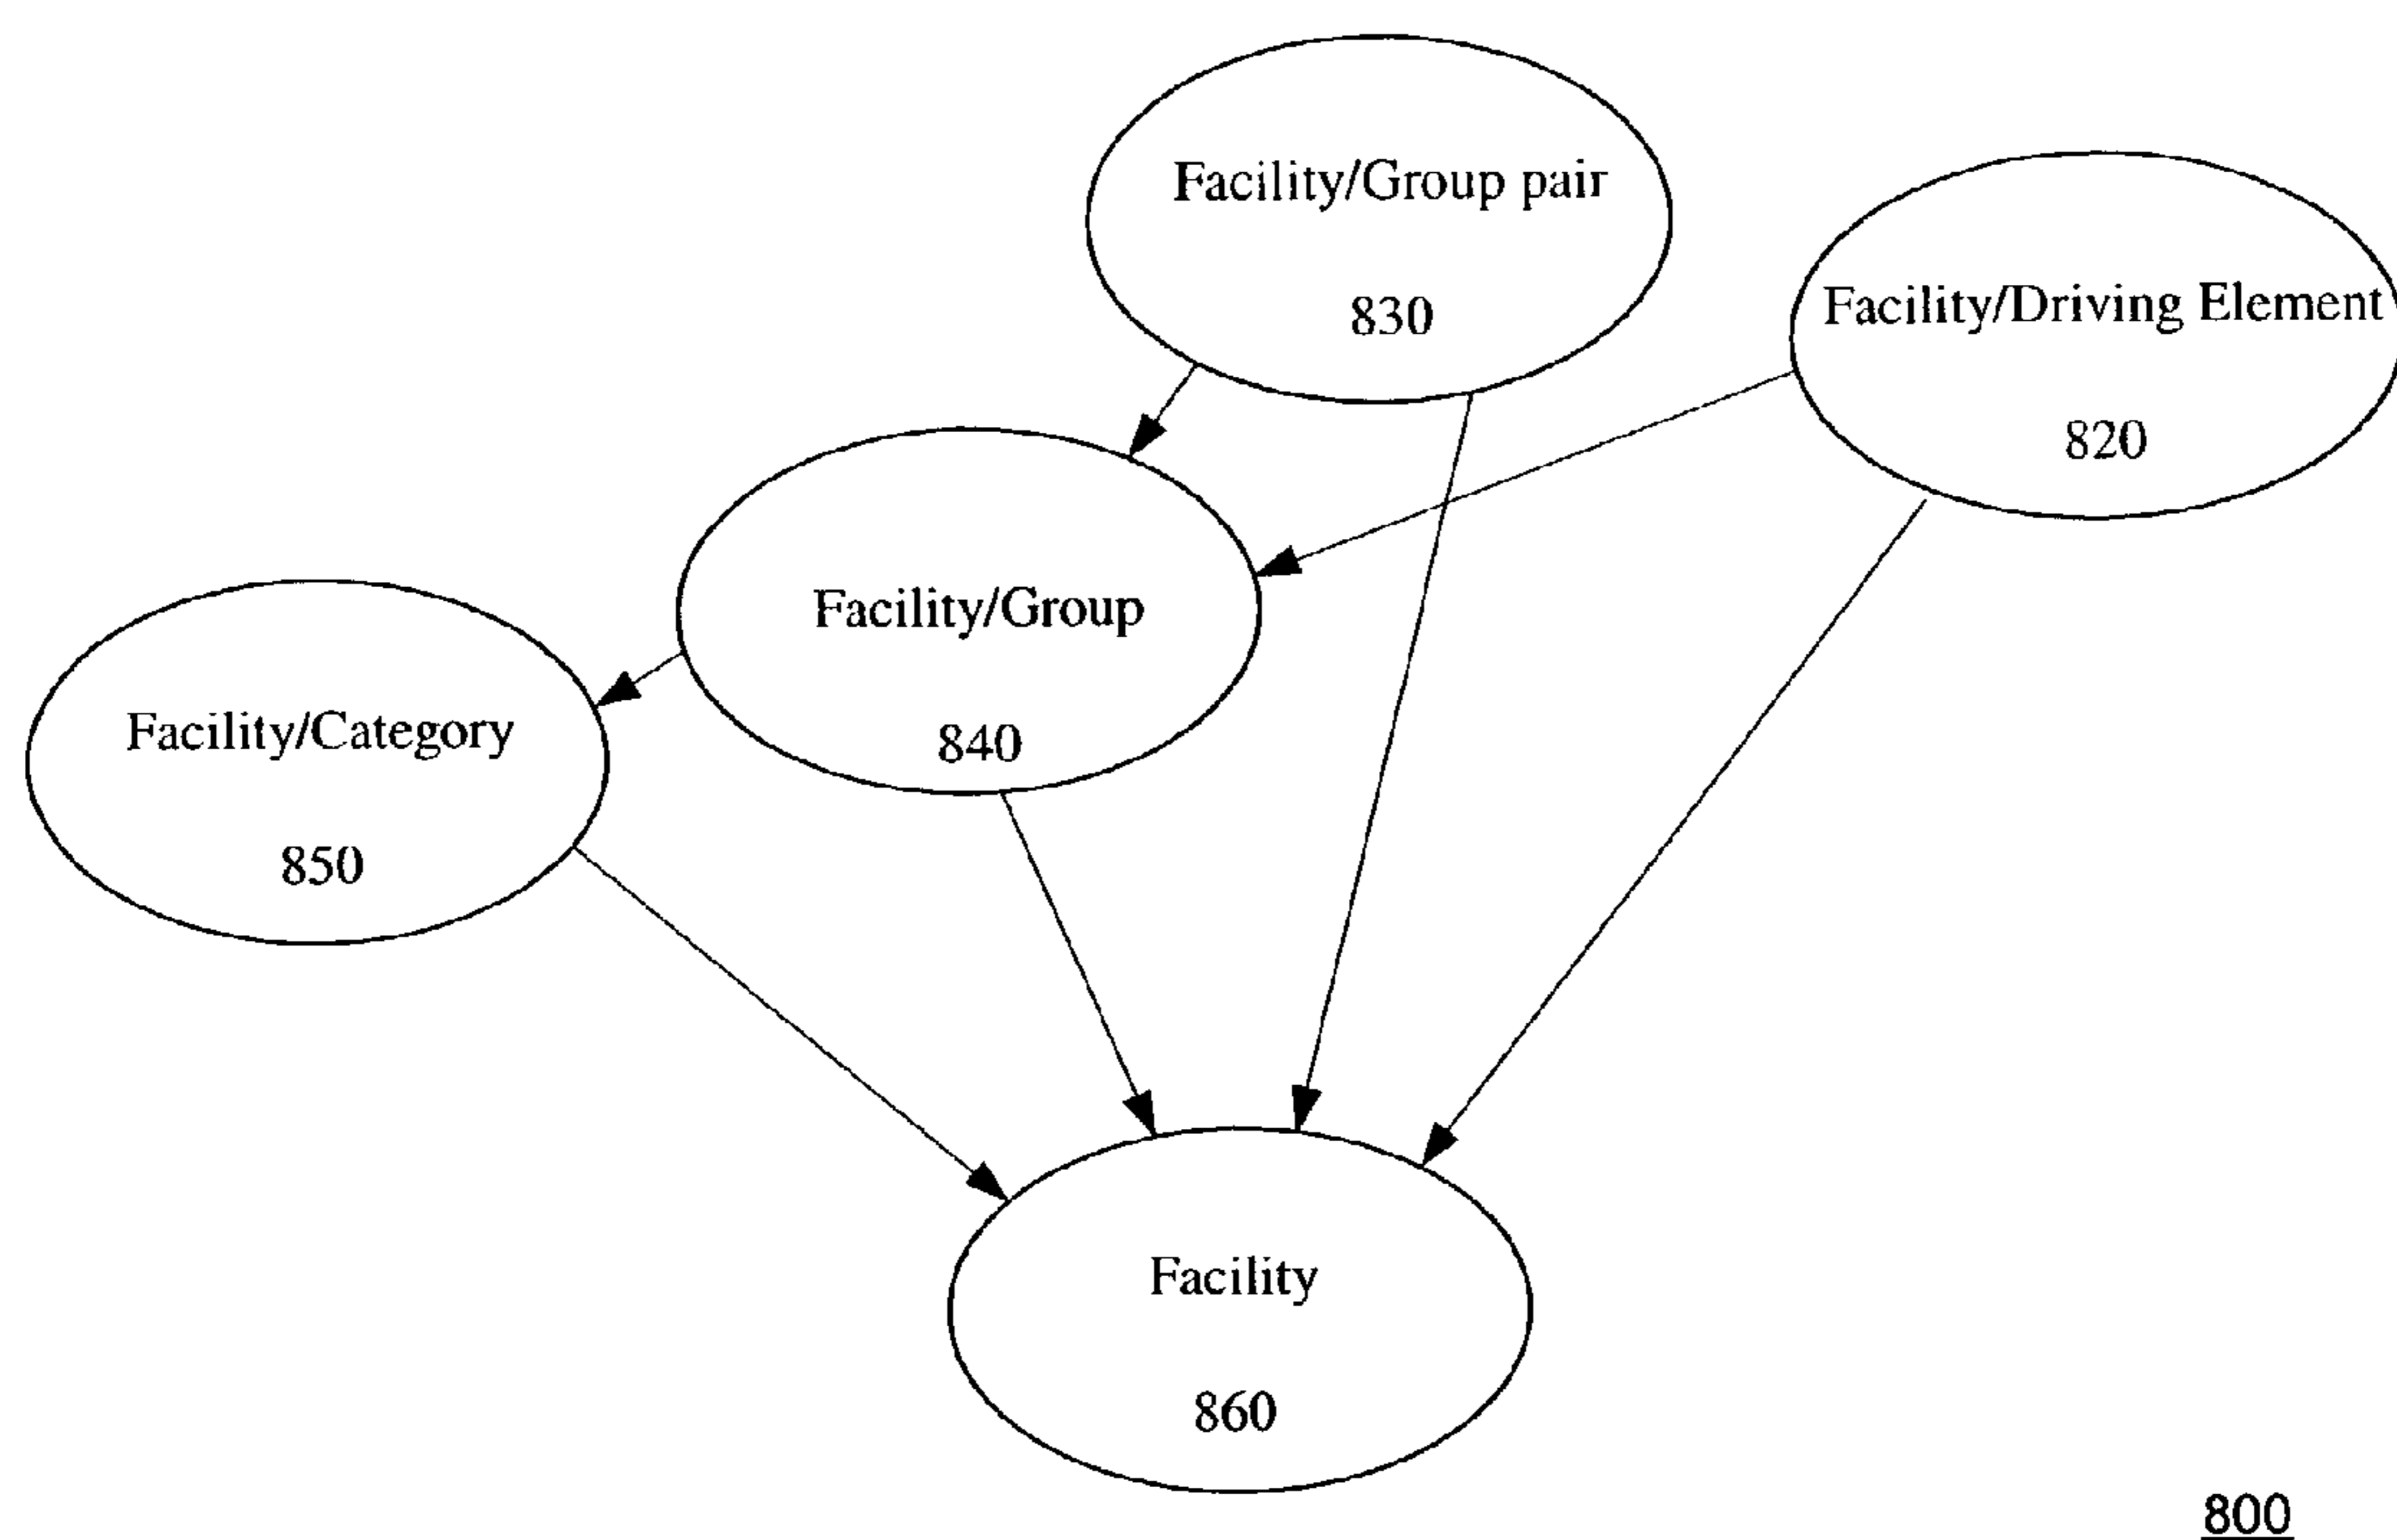 Facility/Group pair
830
Facility/Driving Element
820
Facility/Group
840
Facility/Category
850
Facility
860
800